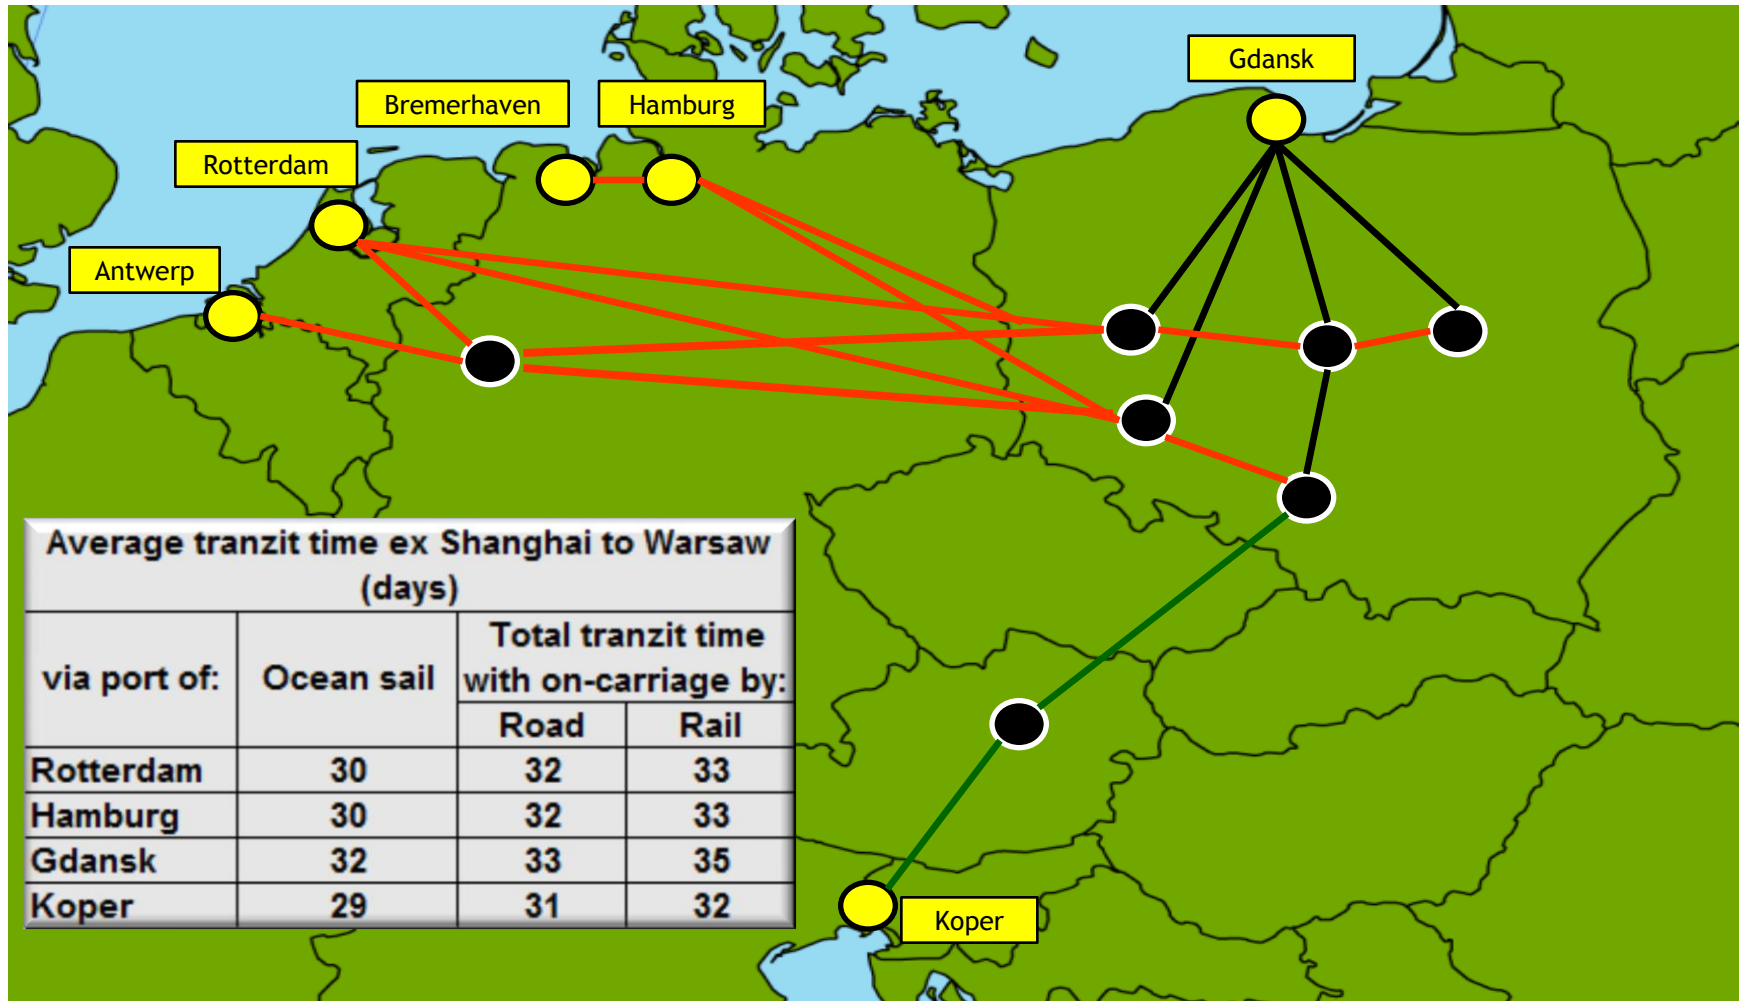 Gdansk
Bremerhaven
Hamburg
Rotterdam
Antwerp
Average tranzit time ex Shanghai to Warsaw
(days)
via port of:
Ocean sail
Total tranzit time
with on-carriage by:
Road Rail
Rotterdam 30 32 33
Hamburg 30 32 33
Gdansk 32 33 35
Koper 29 31 32
Koper